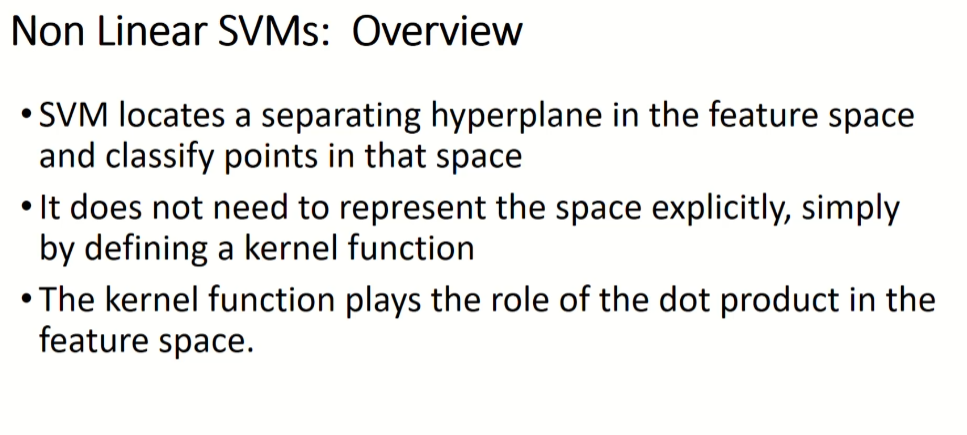 Non Linear SVMs: Overview
• SVM locates a separating hyperplane in the feature space
and classify points in that space
• It does not need to represent the space explicitly, simply
by defining a kernel function
• The kernel function plays the role of the dot product in the
feature space.